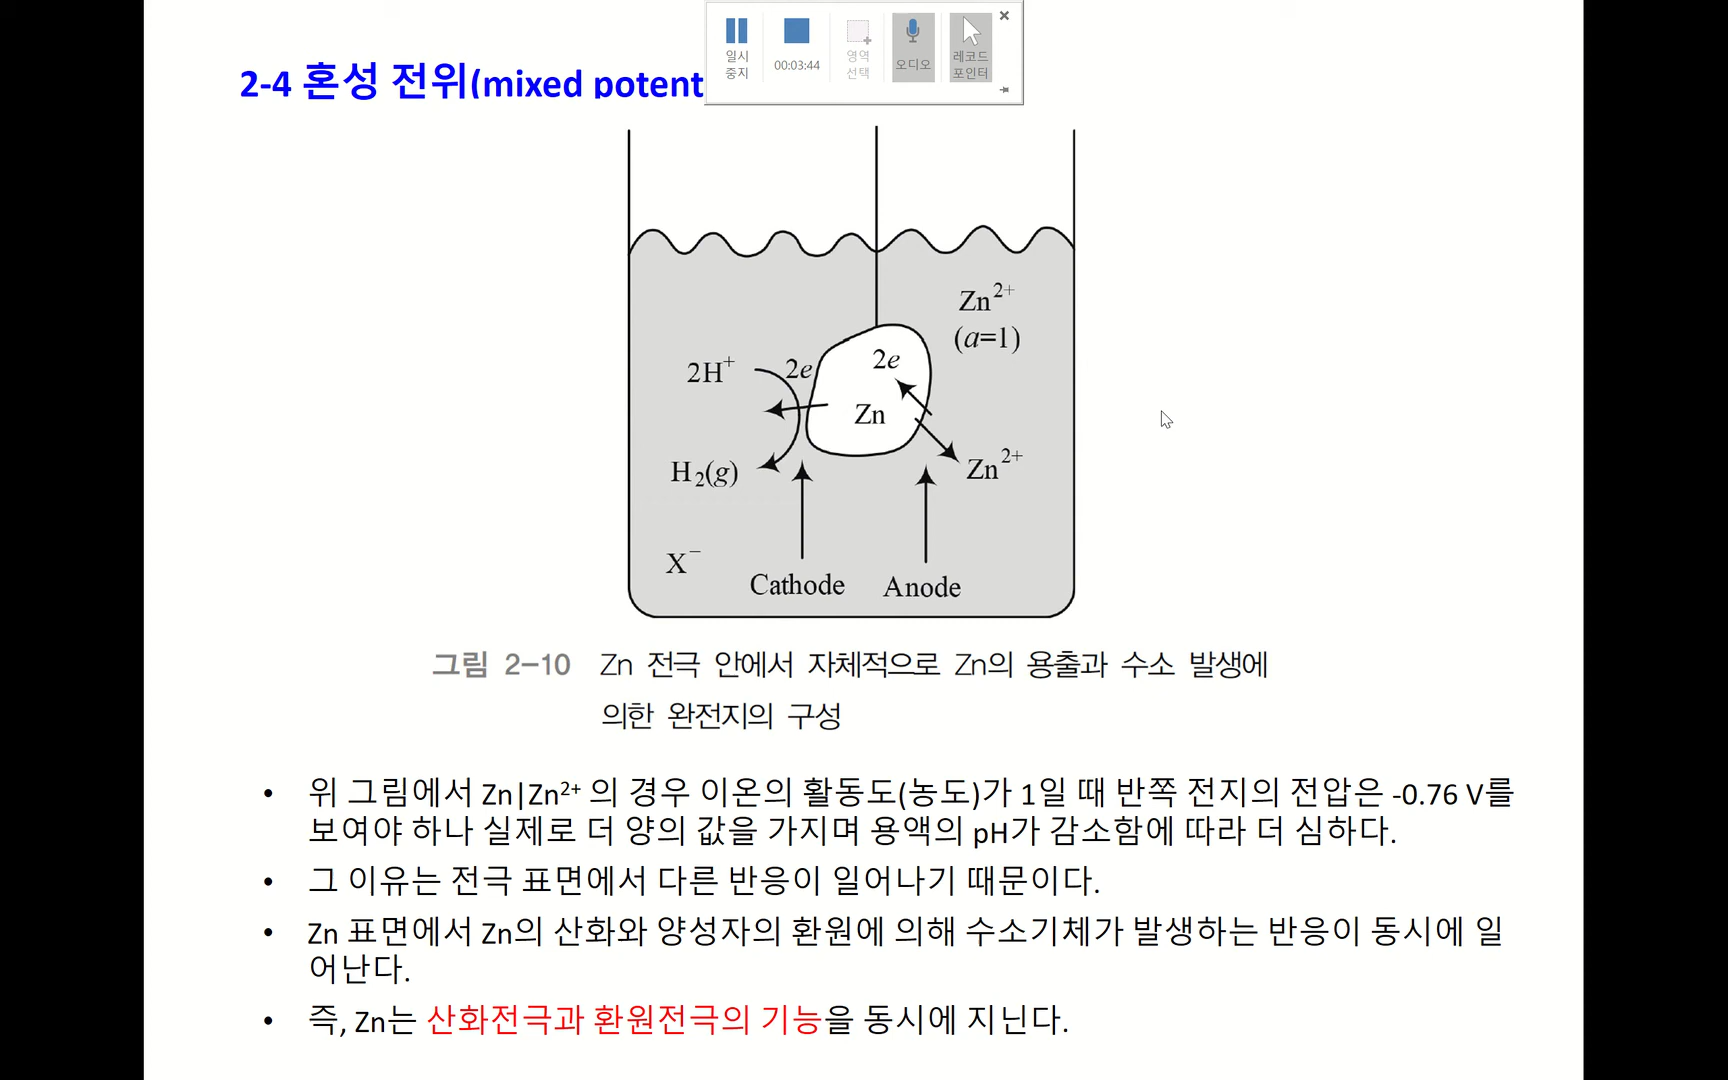 일시
중지
00:03:44
영역
선택
오디오
레코드
포인터
2-4 혼성 전위(mixed potent
Zn²⁺
(a=1)
2H⁺
2e
2e
Zn
H₂(g)
Zn²⁺
X⁻
Cathode
Anode
그림 2-10 Zn 전극 안에서 자체적으로 Zn의 용출과 수소 발생에
의한 완전지의 구성
• 위 그림에서 Zn|Zn²⁺ 의 경우 이온의 활동도(농도)가 1일 때 반쪽 전지의 전압은 -0.76 V를
보여야 하나 실제로 더 양의 값을 가지며 용액의 pH가 감소함에 따라 더 심하다.
• 그 이유는 전극 표면에서 다른 반응이 일어나기 때문이다.
• Zn 표면에서 Zn의 산화와 양성자의 환원에 의해 수소기체가 발생하는 반응이 동시에 일
어난다.
• 즉, Zn는 산화전극과 환원전극의 기능을 동시에 지닌다.